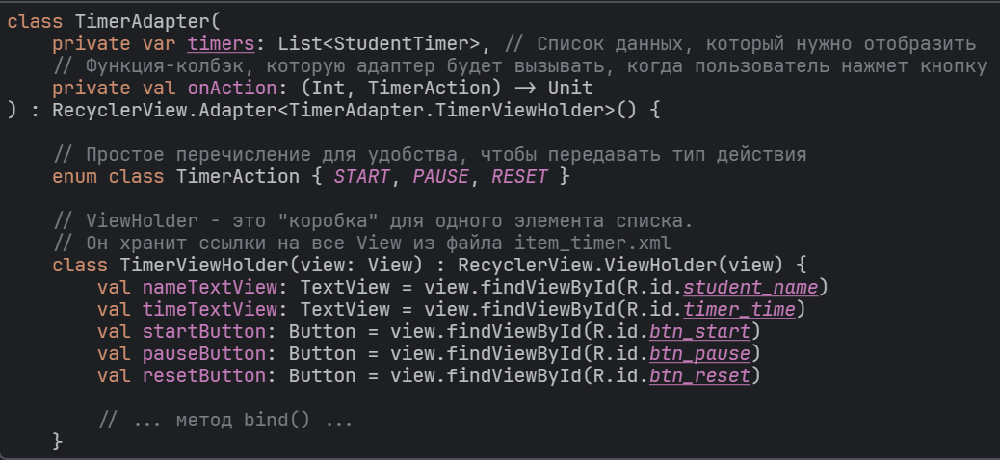 class TimerAdapter(
    private var timers: List<StudentTimer>, // Список данных, который нужно отобразить
    // Функция-колбэк, которую адаптер будет вызывать, когда пользователь нажмет кнопку
    private val onAction: (Int, TimerAction) -> Unit
) : RecyclerView.Adapter<TimerAdapter.TimerViewHolder>() {

    // Простое перечисление для удобства, чтобы передавать тип действия
    enum class TimerAction { START, PAUSE, RESET }

    // ViewHolder - это "коробка" для одного элемента списка.
    // Он хранит ссылки на все View из файла item_timer.xml
    class TimerViewHolder(view: View) : RecyclerView.ViewHolder(view) {
        val nameTextView: TextView = view.findViewById(R.id.student_name)
        val timeTextView: TextView = view.findViewById(R.id.timer_time)
        val startButton: Button = view.findViewById(R.id.btn_start)
        val pauseButton: Button = view.findViewById(R.id.btn_pause)
        val resetButton: Button = view.findViewById(R.id.btn_reset)

        // ... метод bind() ...
    }